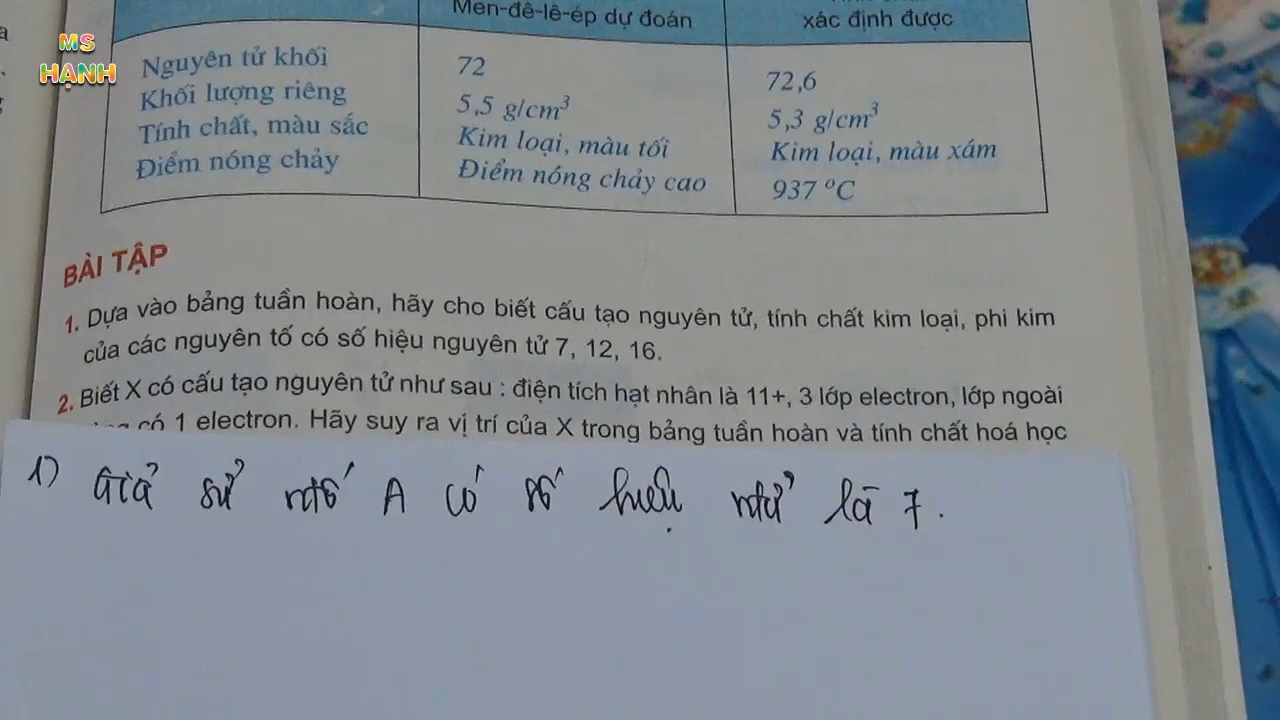 MS
HẠNH
Men-đê-lê-ép dự đoán
xác định được
Nguyên tử khối
72
72,6
Khối lượng riêng
5,5 g/cm³
5,3 g/cm³
Tính chất, màu sắc
Kim loại, màu tối
Kim loại, màu xám
Điểm nóng chảy
Điểm nóng chảy cao
937 ºC
BÀI TẬP
1. Dựa vào bảng tuần hoàn, hãy cho biết cấu tạo nguyên tử, tính chất kim loại, phi kim
của các nguyên tố có số hiệu nguyên tử 7, 12, 16.
2. Biết X có cấu tạo nguyên tử như sau : điện tích hạt nhân là 11+, 3 lớp electron, lớp ngoài
có 1 electron. Hãy suy ra vị trí của X trong bảng tuần hoàn và tính chất hoá học
1) Giả sử ntố A có số hiệu ntử là 7.